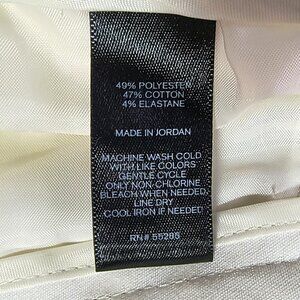 49% POLYESTER
47% COTTON
4% ELASTANE
MADE IN JORDAN
MACHINE WASH COLD
WITH LIKE COLORS
GENTLE CYCLE
ONLY NON-CHLORINE
BLEACH WHEN NEEDED
LINE DRY
COOL IRON IF NEEDED
RN# 55285